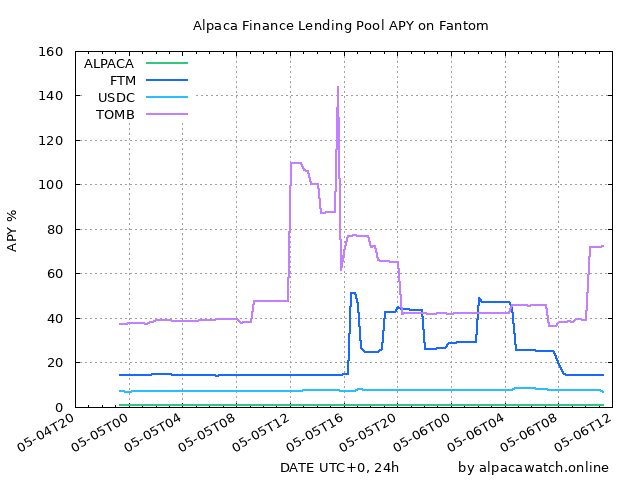 Alpaca Finance Lending Pool APY on Fantom
160
140
120
100
80
60
40
20
0
APY %
ALPACA
FTM
USDC
TOMB
05-04T20
05-05T00
05-05T04
05-05T08
05-05T12
05-05T16
05-05T20
05-06T00
05-06T04
05-06T08
05-06T12
DATE UTC+0, 24h
by alpacawatch.online